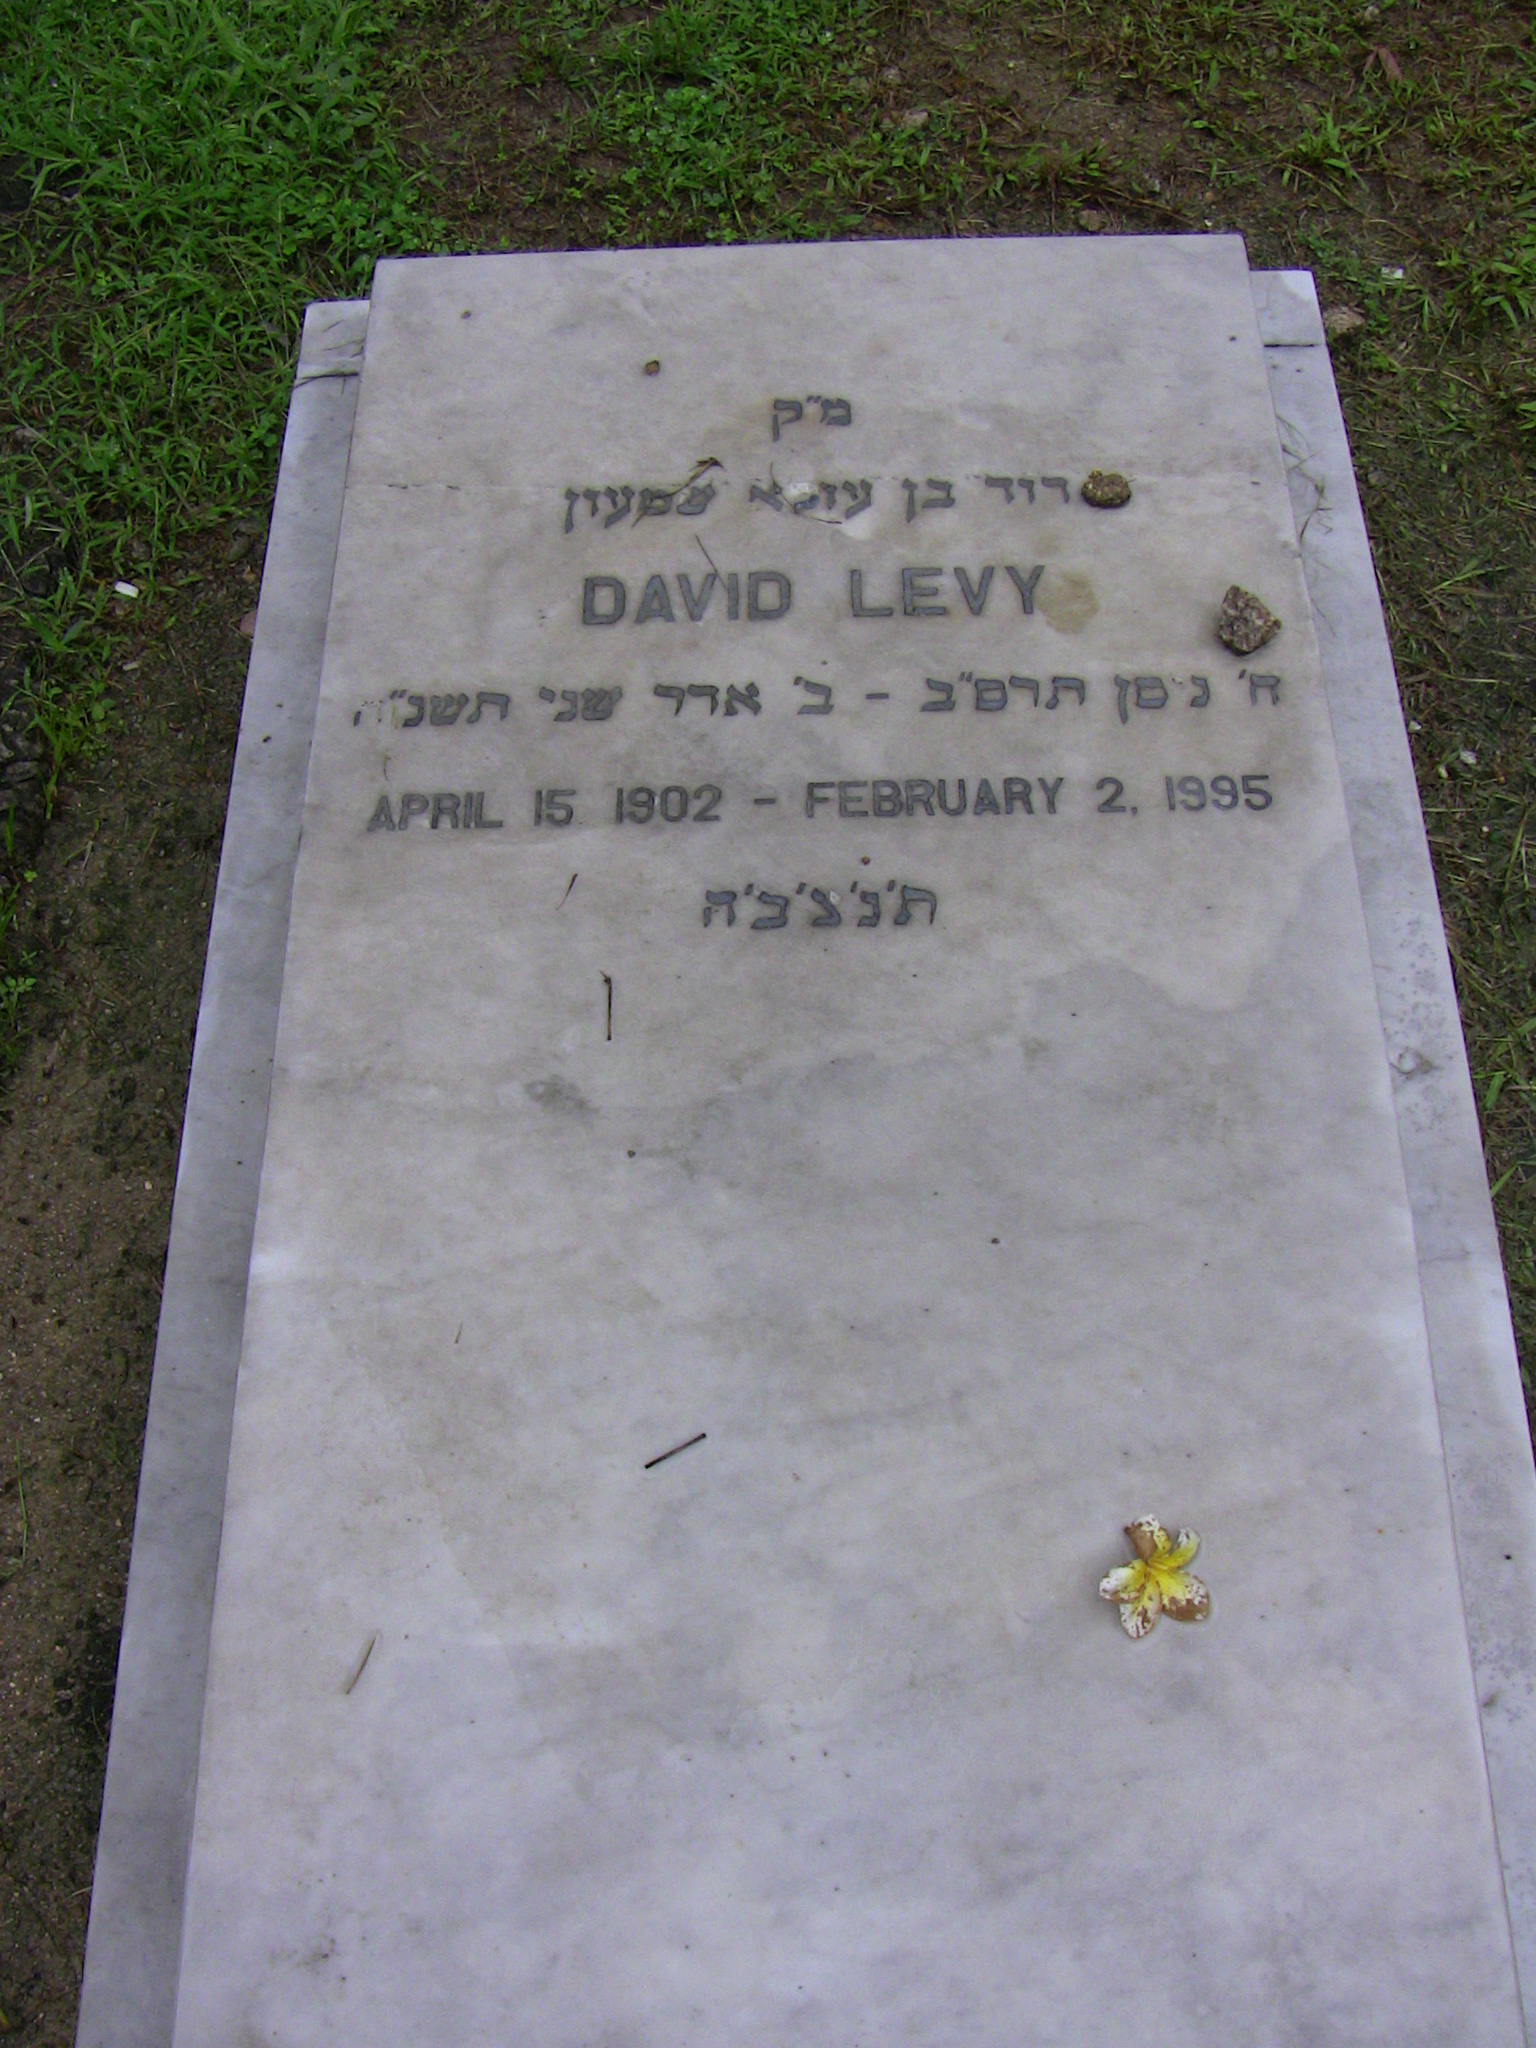 מ"ק
דוד בן עזרא שמעון
DAVID LEVY
ח' ניסן תרס"ב - ב' אדר שני תשנ"ה
APRIL 15 1902 - FEBRUARY 2, 1995
ת'נ'צ'ב'ה